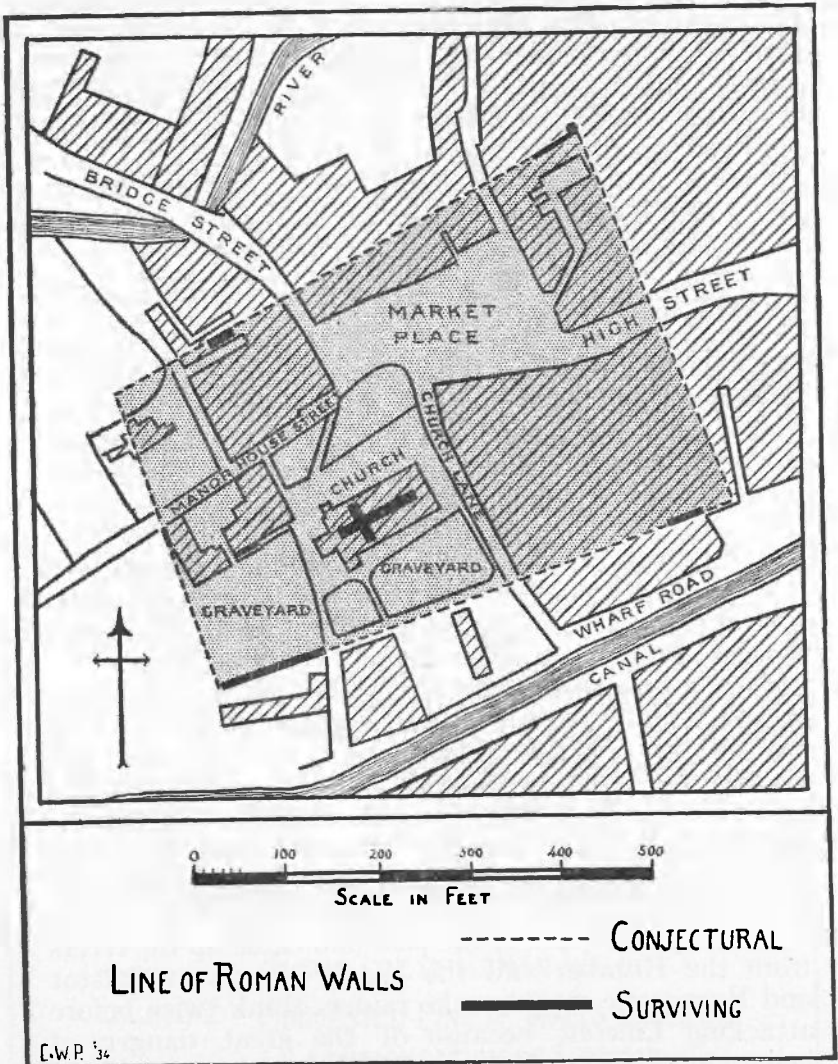 RIVER
BRIDGE STREET
MARKET
PLACE
HIGH STREET
MANOR HOUSE STREET
CHURCH LANE
CHURCH
GRAVEYARD
GRAVEYARD
WHARF ROAD
CANAL
0 100 200 300 400 500
SCALE IN FEET
CONJECTURAL
LINE OF ROMAN WALLS
SURVIVING
E.W.P. '34